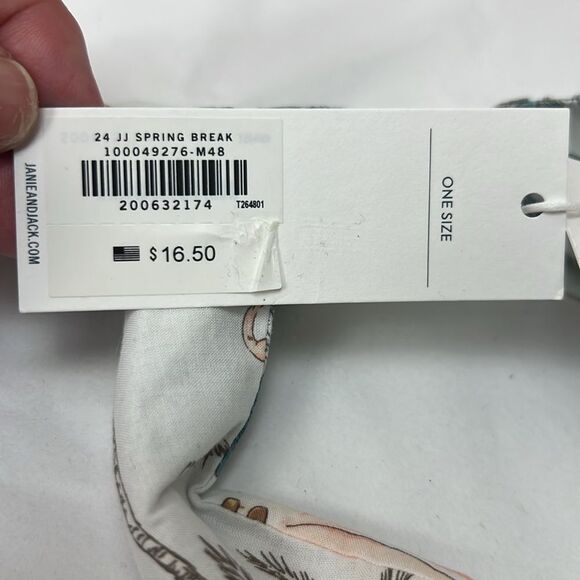 24 JJ SPRING BREAK
100049276-M48
200632174
T264801
$16.50
JANIEANDJACK.COM
ONE SIZE